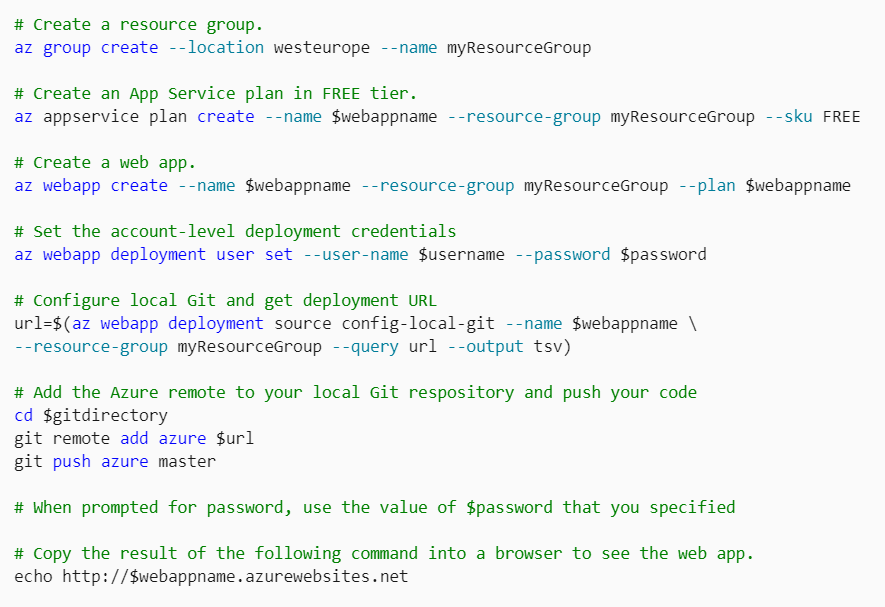 # Create a resource group.
az group create --location westeurope --name myResourceGroup
# Create an App Service plan in FREE tier.
az appservice plan create --name $webappname --resource-group myResourceGroup --sku FREE
# Create a web app.
az webapp create --name $webappname --resource-group myResourceGroup --plan $webappname
# Set the account-level deployment credentials
az webapp deployment user set --user-name $username --password $password
# Configure local Git and get deployment URL
url=$(az webapp deployment source config-local-git --name $webappname \
--resource-group myResourceGroup --query url --output tsv)
# Add the Azure remote to your local Git respository and push your code
cd $gitdirectory
git remote add azure $url
git push azure master
# When prompted for password, use the value of $password that you specified
# Copy the result of the following command into a browser to see the web app.
echo http://$webappname.azurewebsites.net